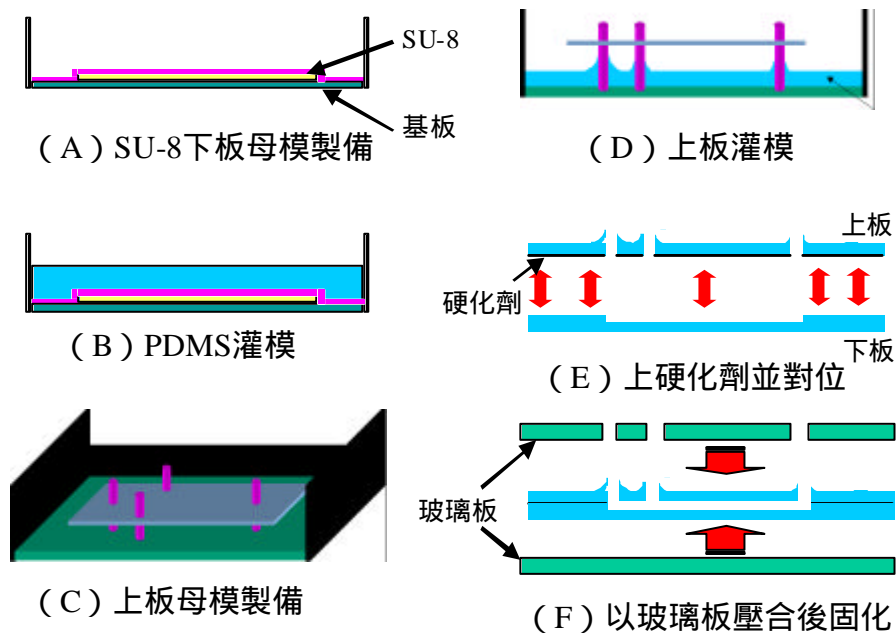 SU-8
基板
（A）SU-8下板母模製備
（B）PDMS灌模
（C）上板母模製備
（D）上板灌模
上板
硬化劑
下板
（E）上硬化劑並對位
玻璃板
（F）以玻璃板壓合後固化